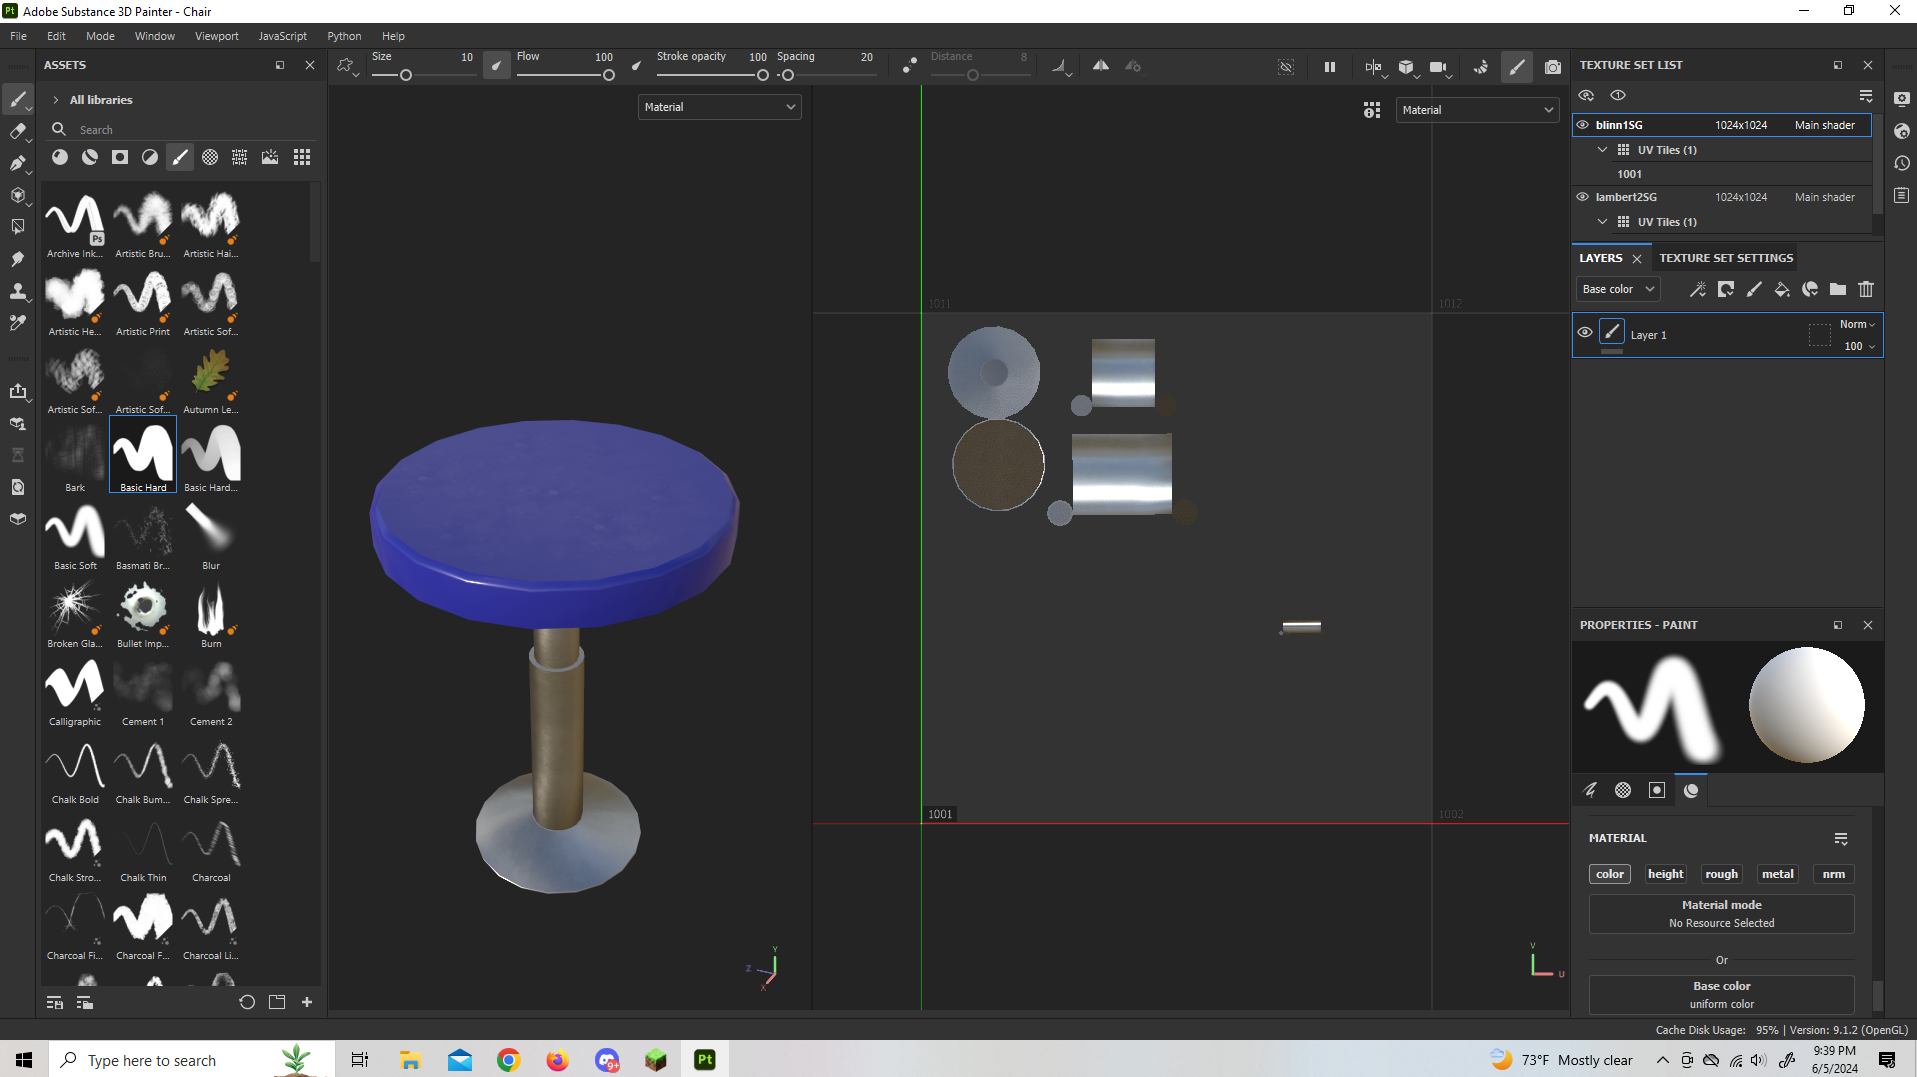 Adobe Substance 3D Painter - Chair
File Edit Mode Window Viewport JavaScript Python Help
ASSETS
All libraries
Search
Archive Ink... Artistic Bru... Artistic Hai...
Artistic He... Artistic Print Artistic Sof...
Artistic Sof... Artistic Sof... Autumn Le...
Bark Basic Hard Basic Hard...
Basic Soft Basmati Br... Blur
Broken Gla... Bullet Imp... Burn
Calligraphic Cement 1 Cement 2
Chalk Bold Chalk Bum... Chalk Spre...
Chalk Stro... Chalk Thin Charcoal
Charcoal Fi... Charcoal F... Charcoal Li...
Size 10 Flow 100 Stroke opacity 100 Spacing 20 Distance 8
Material
Material
1011
1012
1001
1002
Y
Z
X
V
U
TEXTURE SET LIST
blinn1SG 1024x1024 Main shader
UV Tiles (1)
1001
lambert2SG 1024x1024 Main shader
UV Tiles (1)
LAYERS TEXTURE SET SETTINGS
Base color
Layer 1
Norm
100
PROPERTIES - PAINT
MATERIAL
color height rough metal nrm
Material mode
No Resource Selected
Or
Base color
uniform color
Cache Disk Usage: 95% | Version: 9.1.2 (OpenGL)
Type here to search
9+
Pt
73°F Mostly clear
9:39 PM
6/5/2024